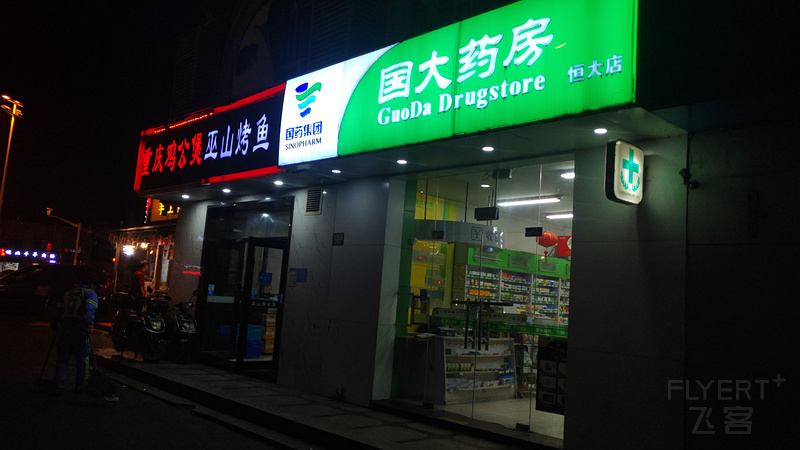 重庆鸡公煲
巫山烤鱼
国药集团
SINOPHARM
国大药房
GuoDa Drugstore
恒大店
FLYERT+
飞客